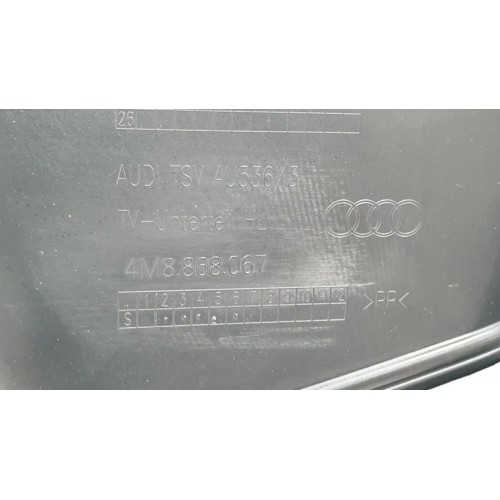 26
AUDI TSV AU536/3
TV-Unterteil
4M8.868.067
1 2 3 4 5 6 7 8 9 10 11 12
S
>PP<